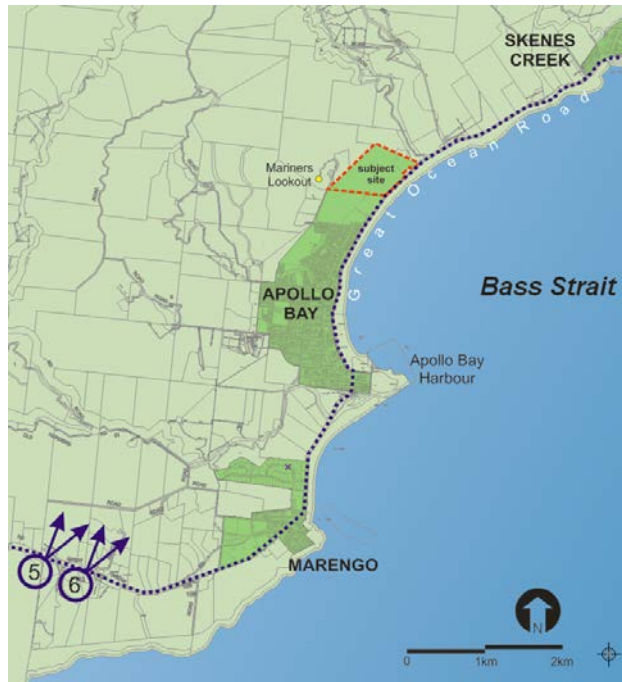 SKENES
CREEK
Great Ocean Road
Mariners
Lookout
subject
site
APOLLO
BAY
Bass Strait
Apollo Bay
Harbour
ROAD
5
6
MARENGO
N
0 1km 2km